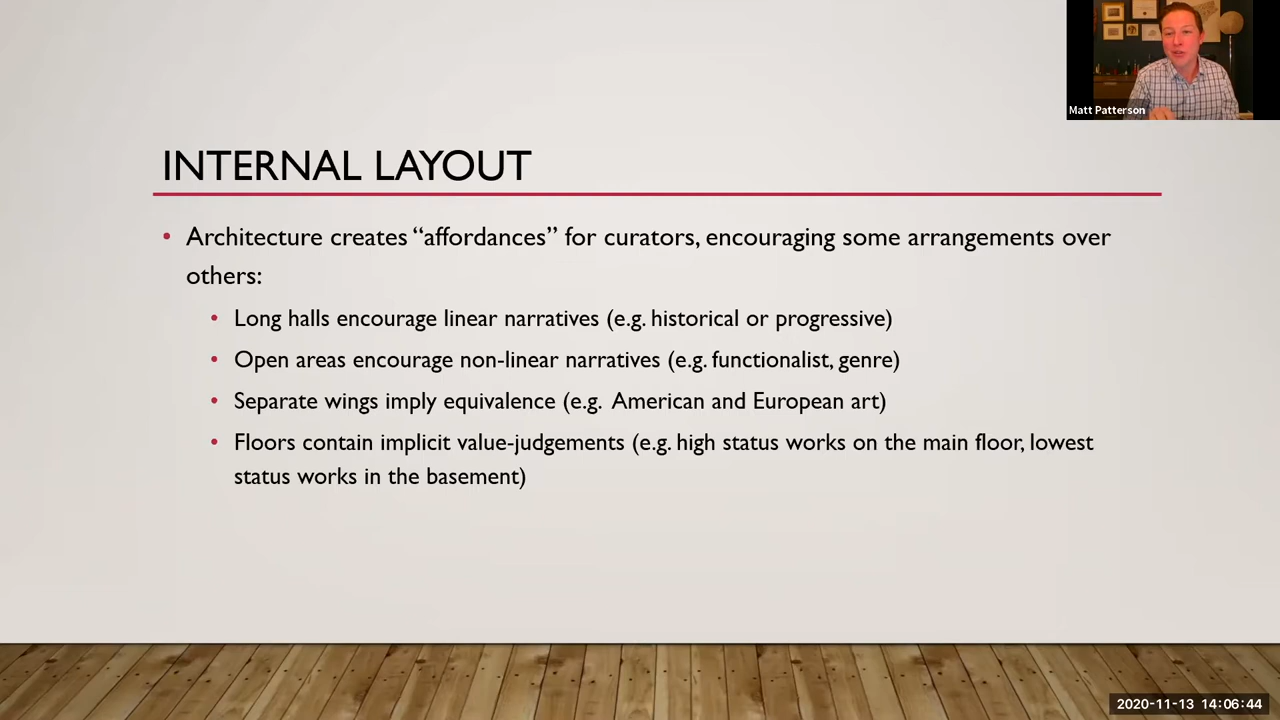 Matt Patterson
INTERNAL LAYOUT
• Architecture creates “affordances” for curators, encouraging some arrangements over
others:
• Long halls encourage linear narratives (e.g. historical or progressive)
• Open areas encourage non-linear narratives (e.g. functionalist, genre)
• Separate wings imply equivalence (e.g.  American and European art)
• Floors contain implicit value-judgements (e.g. high status works on the main floor, lowest
status works in the basement)
2020-11-13 14:06:44